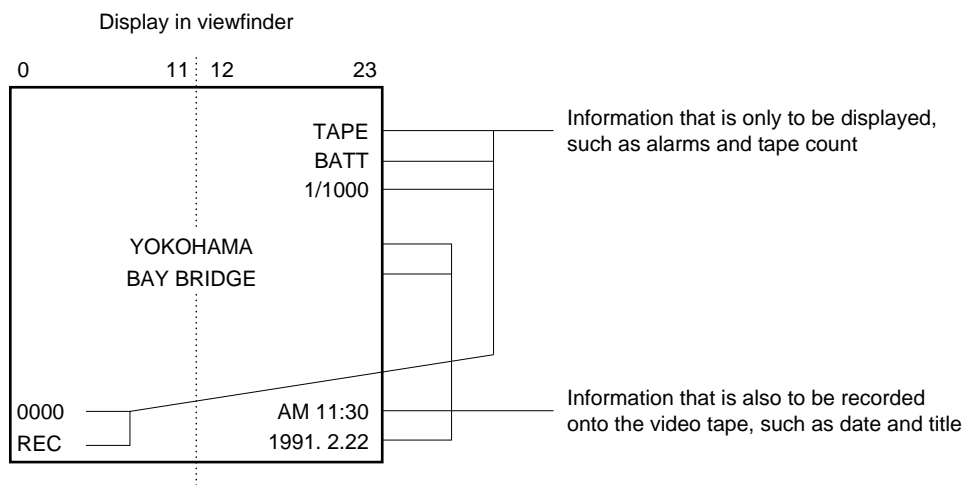 Display in viewfinder
0 11 12 23
TAPE
BATT
1/1000
Information that is only to be displayed,
such as alarms and tape count
YOKOHAMA
BAY BRIDGE
0000
REC
AM 11:30
1991. 2.22
Information that is also to be recorded
onto the video tape, such as date and title